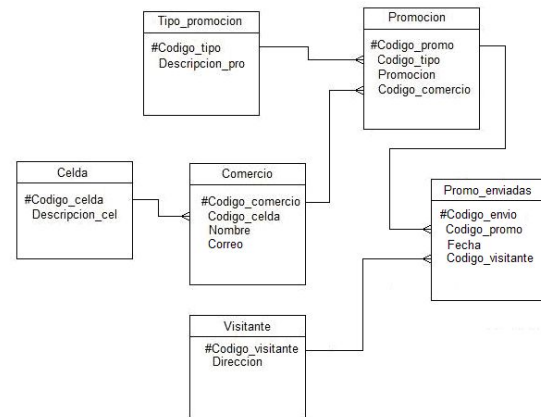 Tipo_promocion
#Codigo_tipo
Descripcion_pro
Promocion
#Codigo_promo
Codigo_tipo
Promocion
Codigo_comercio
Celda
#Codigo_celda
Descripcion_cel
Comercio
#Codigo_comercio
Codigo_celda
Nombre
Correo
Promo_enviadas
#Codigo_envio
Codigo_promo
Fecha
Codigo_visitante
Visitante
#Codigo_visitante
Direccion